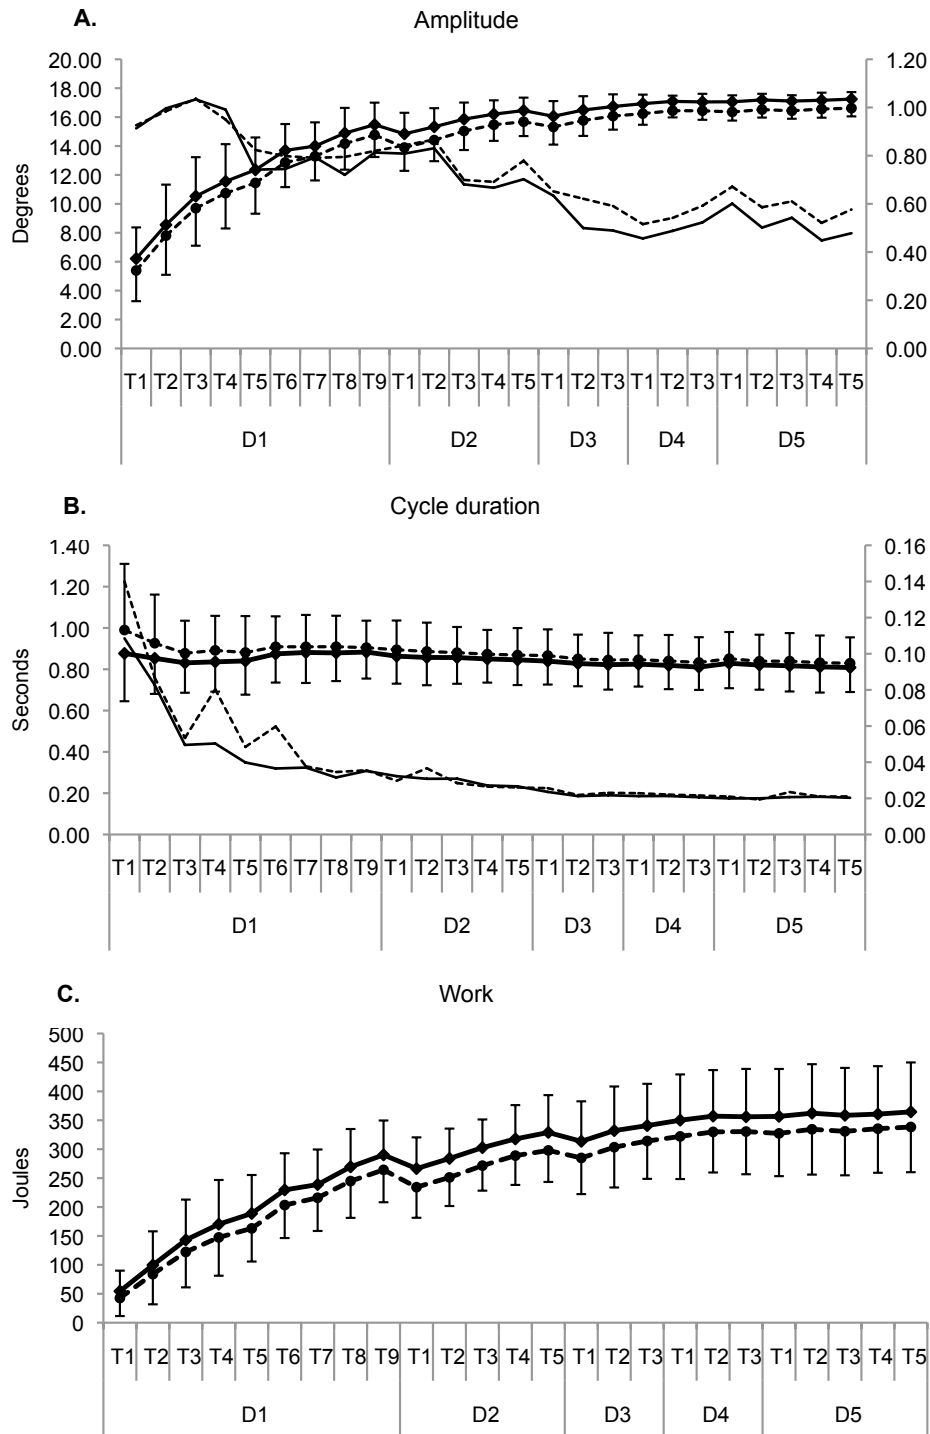 A.
Amplitude
20.00 1.20
18.00
16.00 1.00
14.00
12.00 0.80
10.00
8.00 0.60
6.00 0.40
4.00
2.00 0.20
0.00 0.00
Degrees
T1 T2 T3 T4 T5 T6 T7 T8 T9 T1 T2 T3 T4 T5 T1 T2 T3 T1 T2 T3 T1 T2 T3 T4 T5
D1 D2 D3 D4 D5
B.
Cycle duration
1.40 0.16
1.20 0.14
1.00 0.12
0.80 0.10
0.60 0.08
0.40 0.06
0.20 0.04
0.00 0.02
0.00
Seconds
T1 T2 T3 T4 T5 T6 T7 T8 T9 T1 T2 T3 T4 T5 T1 T2 T3 T1 T2 T3 T1 T2 T3 T4 T5
D1 D2 D3 D4 D5
C.
Work
500
450
400
350
300
250
200
150
100
50
0
Joules
T1 T2 T3 T4 T5 T6 T7 T8 T9 T1 T2 T3 T4 T5 T1 T2 T3 T1 T2 T3 T1 T2 T3 T4 T5
D1 D2 D3 D4 D5